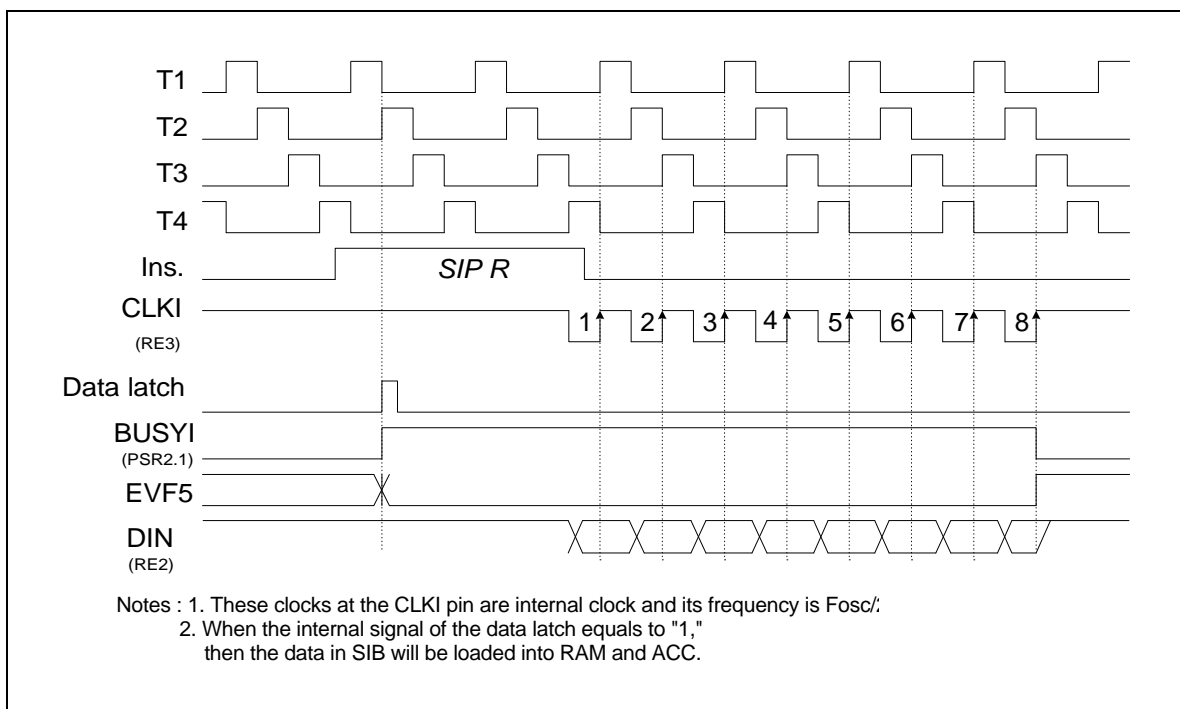 T1
T2
T3
T4
Ins.
SIP R
CLKI
(RE3)
1 2 3 4 5 6 7 8
Data latch
BUSYI
(PSR2.1)
EVF5
DIN
(RE2)
Notes : 1. These clocks at the CLKI pin are internal clock and its frequency is
2. When the internal signal of the data latch equals to "1,"
then the data in SIB will be loaded into RAM and ACC.